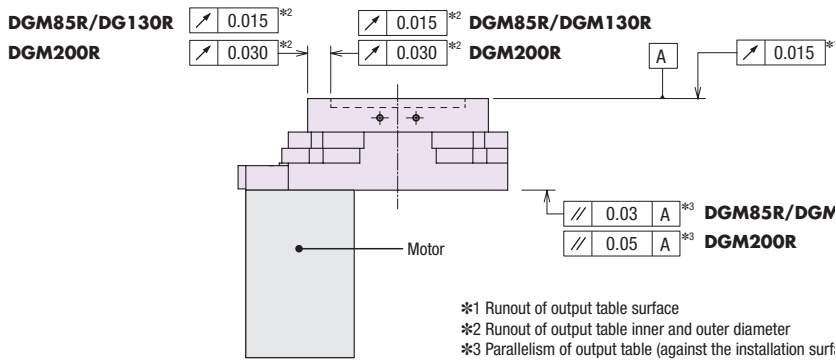 DGM85R/DG130R ↗ 0.015 *2 ↗ 0.015 *2 DGM85R/DGM130R
DGM200R ↗ 0.030 *2 ↗ 0.030 *2 DGM200R
A ↗ 0.015 *
// 0.03 A *3 DGM85R/DGM
// 0.05 A *3 DGM200R
Motor
*1 Runout of output table surface
*2 Runout of output table inner and outer diameter
*3 Parallelism of output table (against the installation